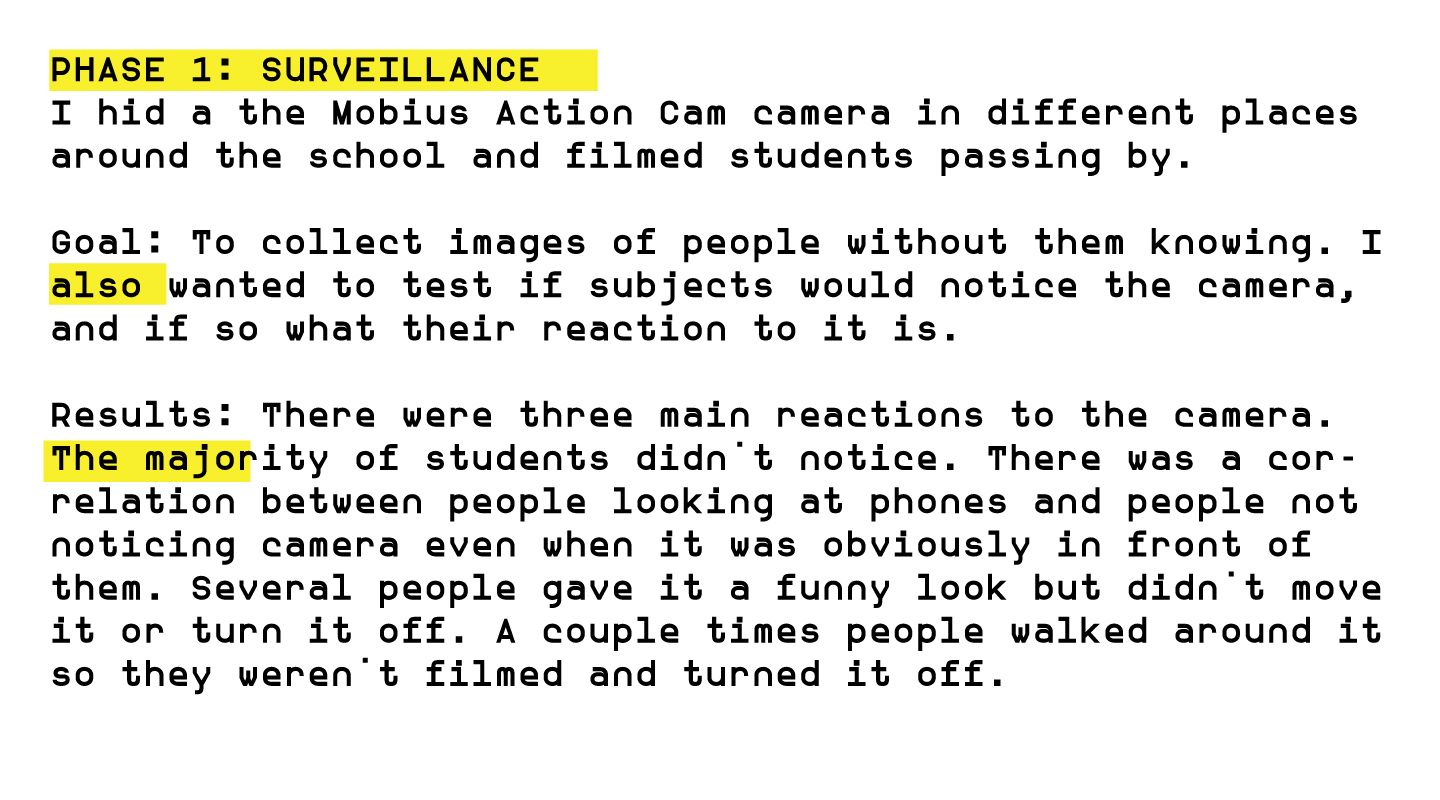 PHASE 1: SURVEILLANCE
I hid a the Mobius Action Cam camera in different places
around the school and filmed students passing by.
Goal: To collect images of people without them knowing. I
also wanted to test if subjects would notice the camera,
and if so what their reaction to it is.
Results: There were three main reactions to the camera.
The majority of students didn't notice. There was a cor-
relation between people looking at phones and people not
noticing camera even when it was obviously in front of
them. Several people gave it a funny look but didn't move
it or turn it off. A couple times people walked around it
so they weren't filmed and turned it off.